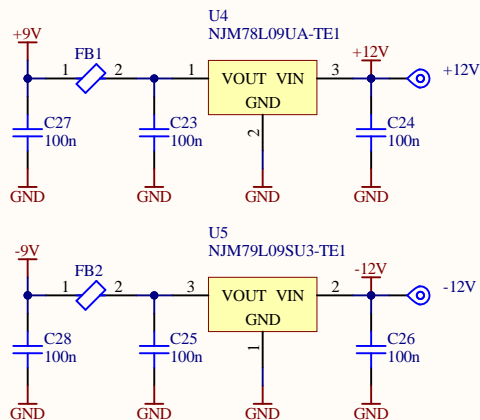 U4
NJM78L09UA-TE1
+9V
FB1
1
2
1
VOUT VIN
GND
2
3
+12V
+12V
C27
100n
C23
100n
C24
100n
GND
GND
GND
GND
U5
NJM79L09SU3-TE1
-9V
FB2
1
2
3
VOUT VIN
GND
1
2
-12V
-12V
C28
100n
C25
100n
C26
100n
GND
GND
GND
GND